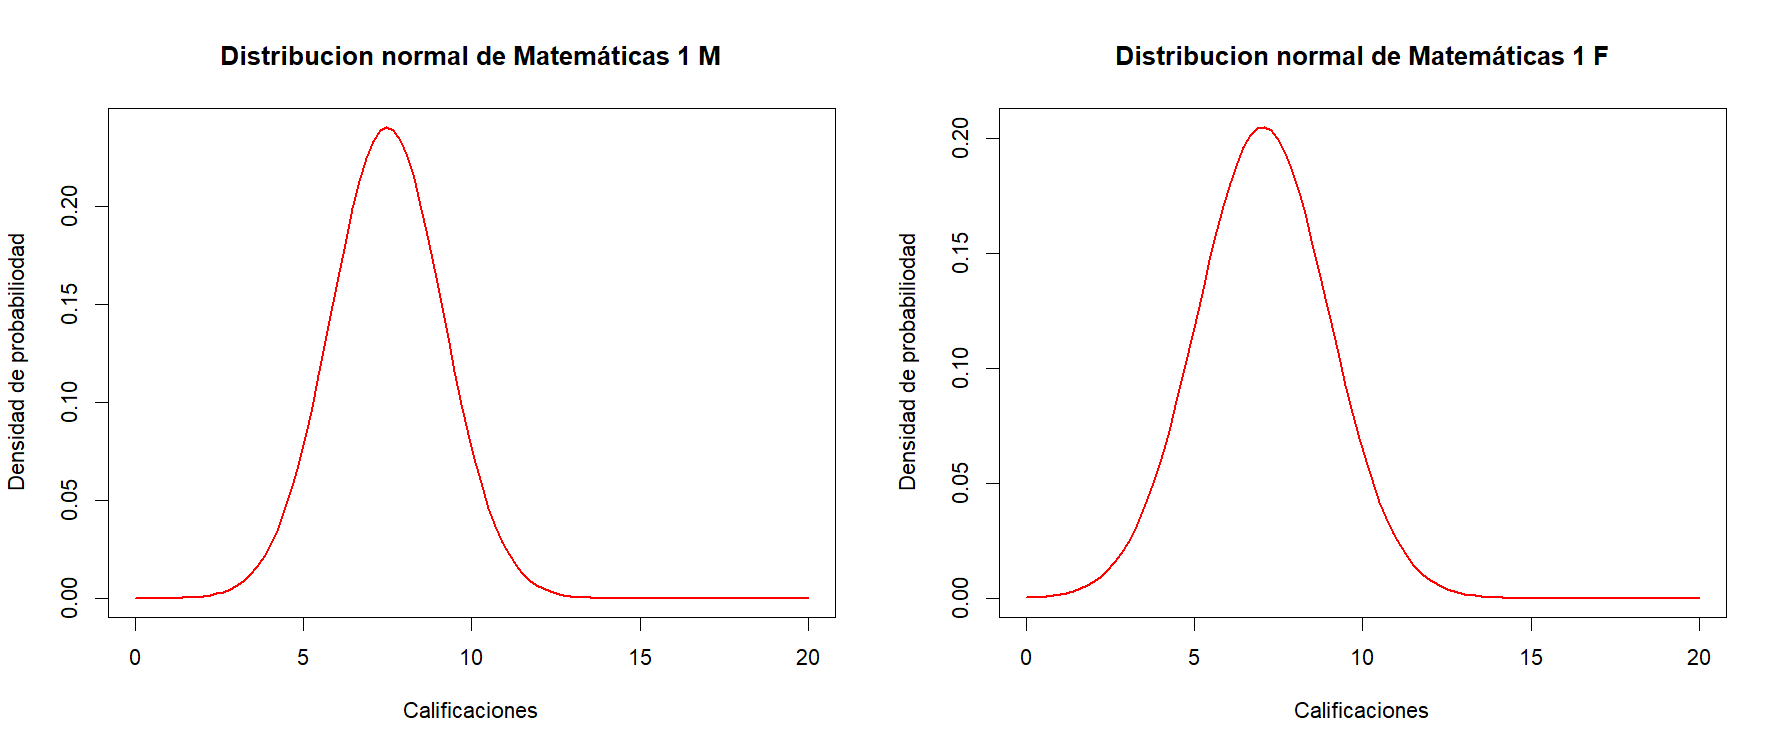 Distribucion normal de Matemáticas 1 M
Densidad de probabiliodad
0.20
0.15
0.10
0.05
0.00
0 5 10 15 20
Calificaciones
Distribucion normal de Matemáticas 1 F
Densidad de probabiliodad
0.20
0.15
0.10
0.05
0.00
0 5 10 15 20
Calificaciones